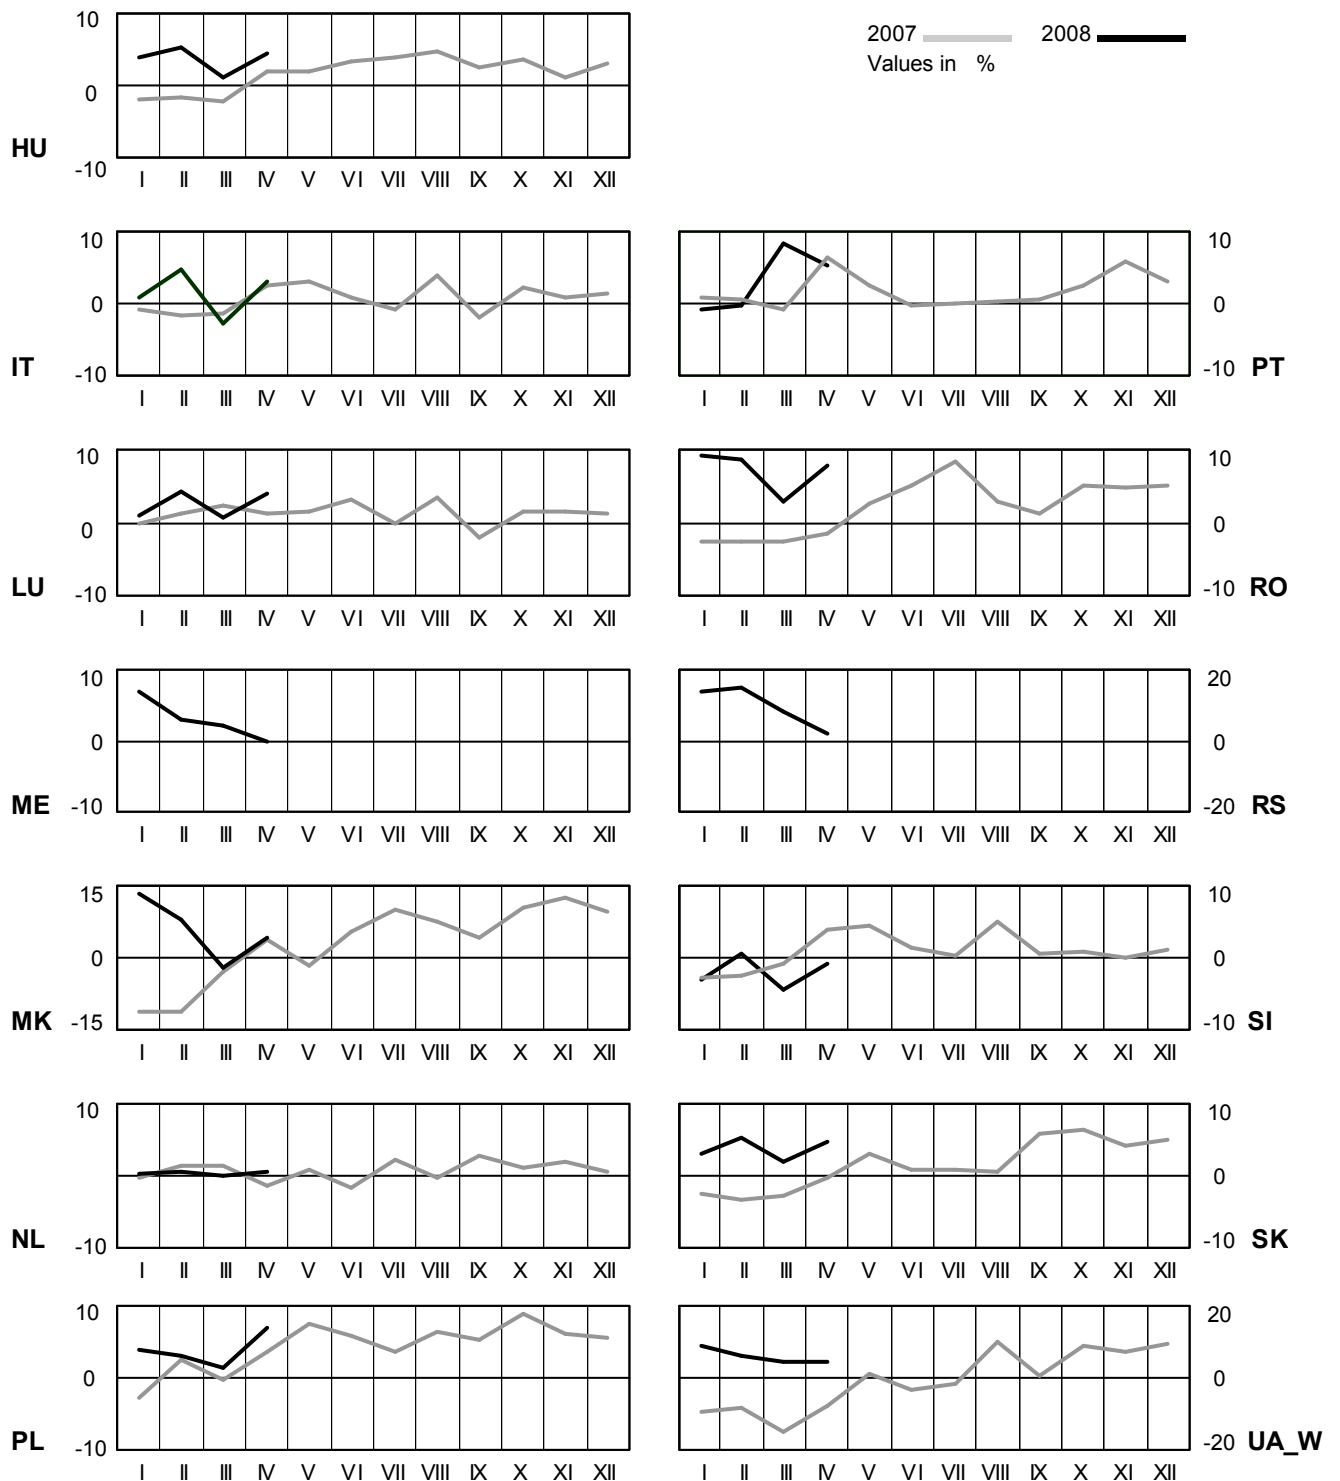 2007 2008
Values in %
10
0
HU
-10
I II III IV V VI VII VIII IX X XI XII
10
0
IT
-10
I II III IV V VI VII VIII IX X XI XII
10
0
-10 PT
I II III IV V VI VII VIII IX X XI XII
10
0
LU
-10
I II III IV V VI VII VIII IX X XI XII
10
0
-10 RO
I II III IV V VI VII VIII IX X XI XII
10
0
ME -10
I II III IV V VI VII VIII IX X XI XII
20
0
-20 RS
I II III IV V VI VII VIII IX X XI XII
15
0
MK -15
I II III IV V VI VII VIII IX X XI XII
10
0
-10 SI
I II III IV V VI VII VIII IX X XI XII
10
0
NL -10
I II III IV V VI VII VIII IX X XI XII
10
0
-10 SK
I II III IV V VI VII VIII IX X XI XII
10
0
PL -10
I II III IV V VI VII VIII IX X XI XII
20
0
-20 UA_W
I II III IV V VI VII VIII IX X XI XII